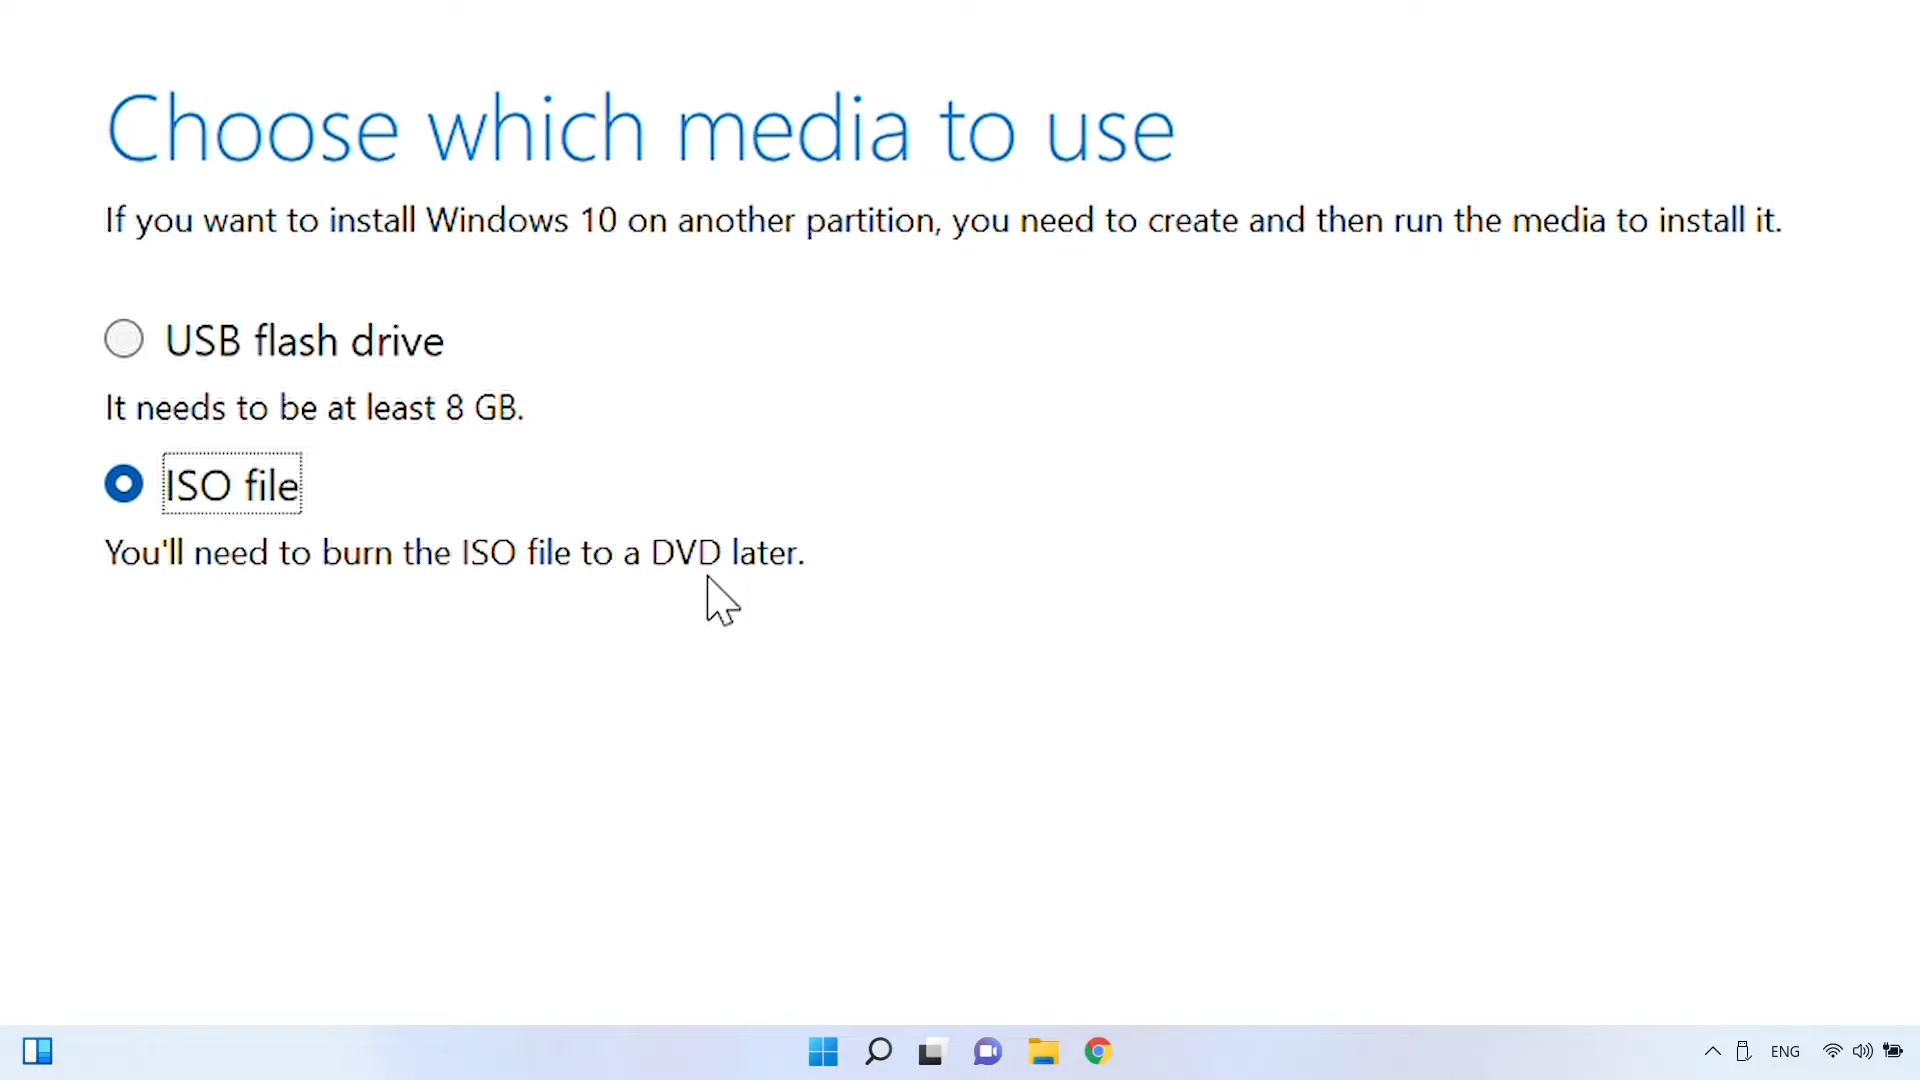 Choose which media to use
If you want to install Windows 10 on another partition, you need to create and then run the media to install it.
USB flash drive
It needs to be at least 8 GB.
ISO file
You'll need to burn the ISO file to a DVD later.
ENG